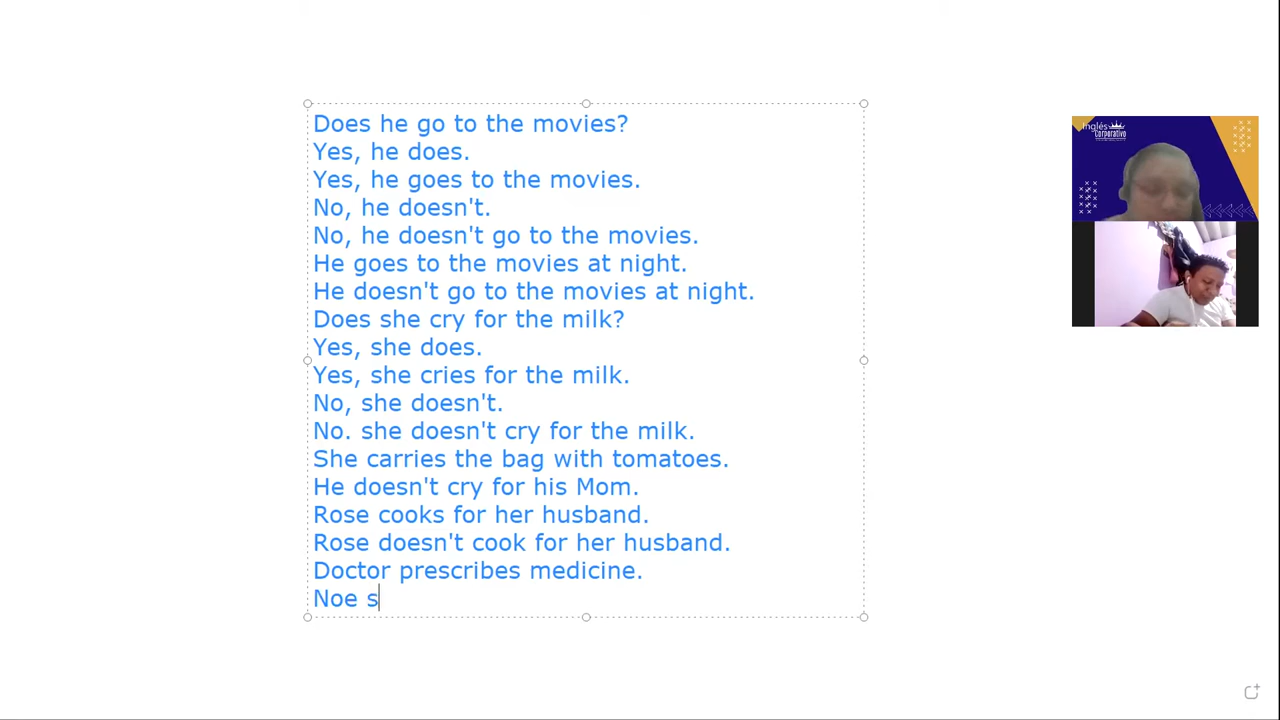 Does he go to the movies?
Yes, he does.
Yes, he goes to the movies.
No, he doesn't.
No, he doesn't go to the movies.
He goes to the movies at night.
He doesn't go to the movies at night.
Does she cry for the milk?
Yes, she does.
Yes, she cries for the milk.
No, she doesn't.
No. she doesn't cry for the milk.
She carries the bag with tomatoes.
He doesn't cry for his Mom.
Rose cooks for her husband.
Rose doesn't cook for her husband.
Doctor prescribes medicine.
Noe s
Inglés
Corporativo